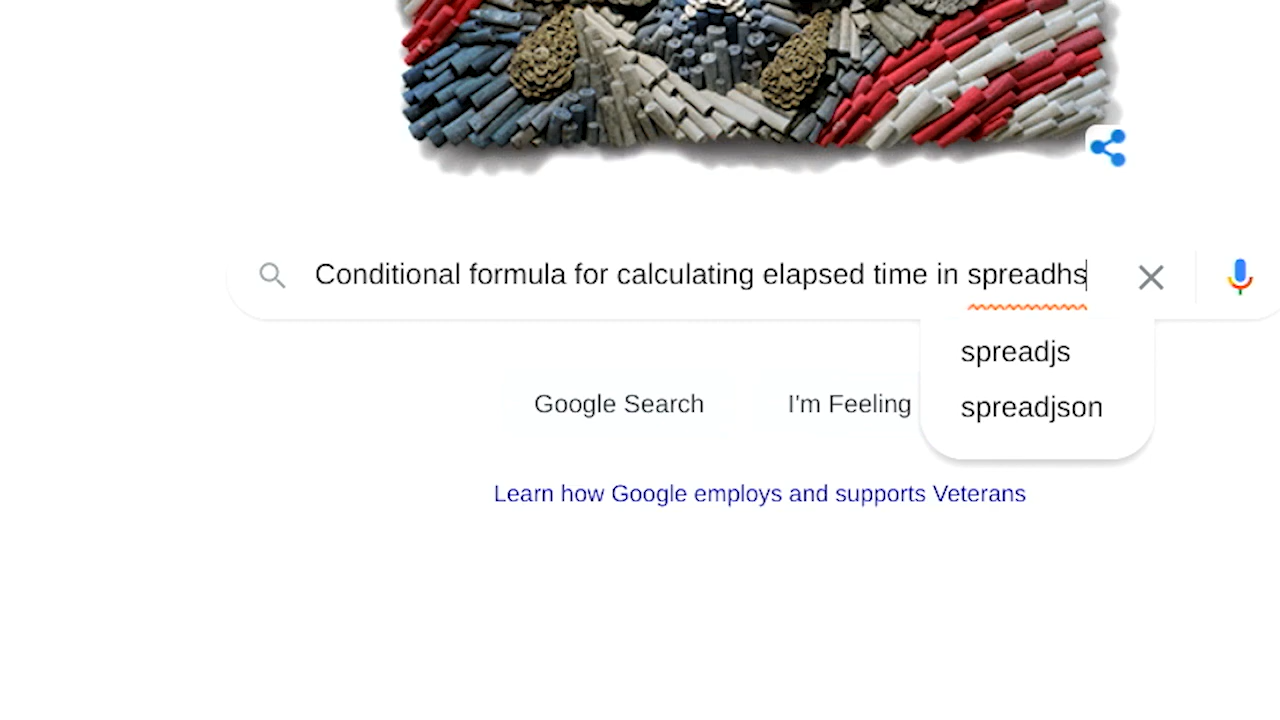 Conditional formula for calculating elapsed time in spreadhs
spreadjs
spreadjson
Google Search
I'm Feeling
Learn how Google employs and supports Veterans